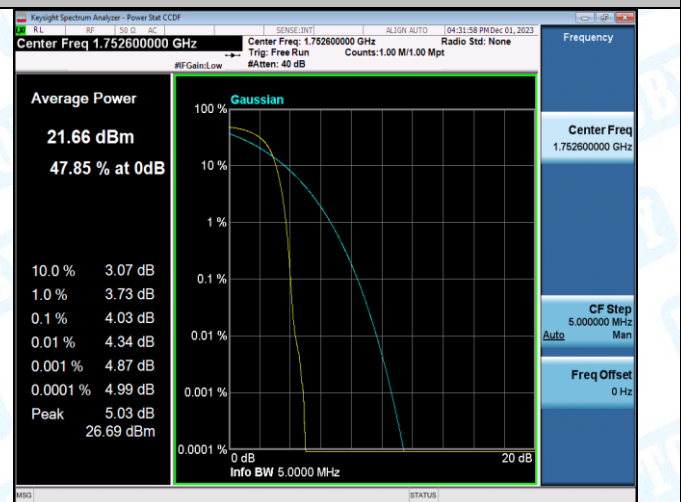 Keysight Spectrum Analyzer - Power Stat CCDF
RL RF 50 Ω AC SENSE:INT ALIGN AUTO 04:31:58 PM Dec 01, 2023
Center Freq 1.752600000 GHz
Center Freq: 1.752600000 GHz Radio Std: None
Trig: Free Run Counts:1.00 M/1.00 Mpt
#IFGain:Low #Atten: 40 dB
Frequency
Average Power
21.66 dBm
47.85 % at 0dB
10.0 % 3.07 dB
1.0 % 3.73 dB
0.1 % 4.03 dB
0.01 % 4.34 dB
0.001 % 4.87 dB
0.0001 % 4.99 dB
Peak 5.03 dB
26.69 dBm
Gaussian
100 %
10 %
1 %
0.1 %
0.01 %
0.001 %
0.0001 %
0 dB 20 dB
Info BW 5.0000 MHz
Center Freq
1.752600000 GHz
CF Step
5.000000 MHz
Auto Man
Freq Offset
0 Hz
MSG STATUS